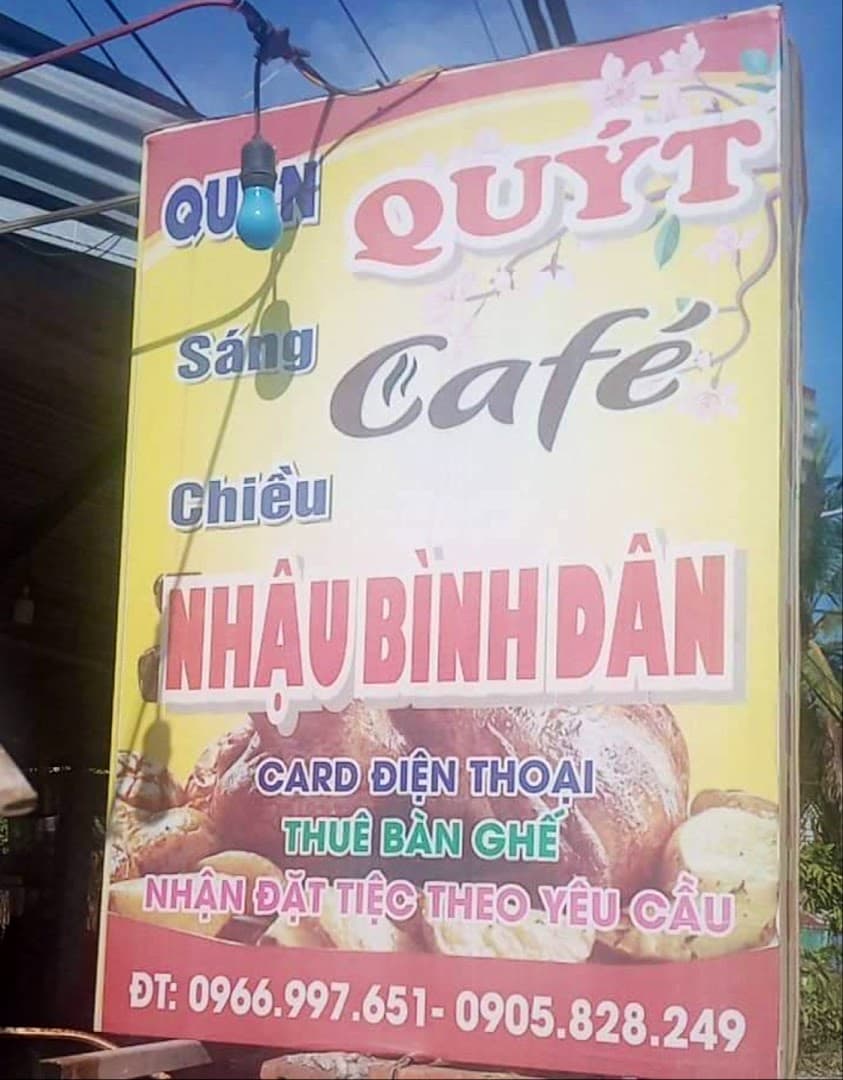 QUÁN QUÝT
Sáng Café
Chiều
NHẬU BÌNH DÂN
CARD ĐIỆN THOẠI
THUÊ BÀN GHẾ
NHẬN ĐẶT TIỆC THEO YÊU CẦU
ĐT: 0966.997.651- 0905.828.249